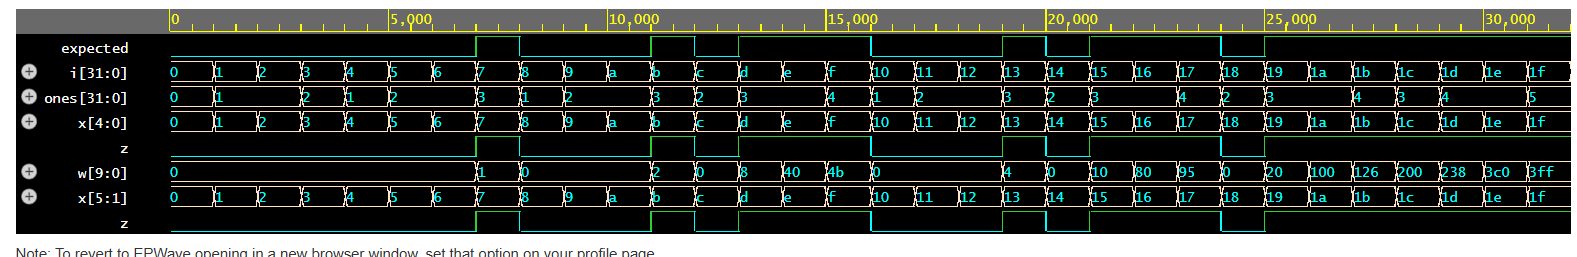 0 5,000 10,000 15,000 20,000 25,000 30,000
expected
i[31:0] 0 1 2 3 4 5 6 7 8 9 a b c d e f 10 11 12 13 14 15 16 17 18 19 1a 1b 1c 1d 1e 1f
ones[31:0] 0 1 2 1 2 3 1 2 3 2 3 4 1 2 3 2 3 4 2 3 4 3 4 5
x[4:0] 0 1 2 3 4 5 6 7 8 9 a b c d e f 10 11 12 13 14 15 16 17 18 19 1a 1b 1c 1d 1e 1f
z
w[9:0] 0 1 0 2 0 8 40 4b 0 4 0 10 80 95 0 20 100 126 200 238 3c0 3ff
x[5:1] 0 1 2 3 4 5 6 7 8 9 a b c d e f 10 11 12 13 14 15 16 17 18 19 1a 1b 1c 1d 1e 1f
z
Note: To revert to EPWave opening in a new browser window, set that option on your profile page.